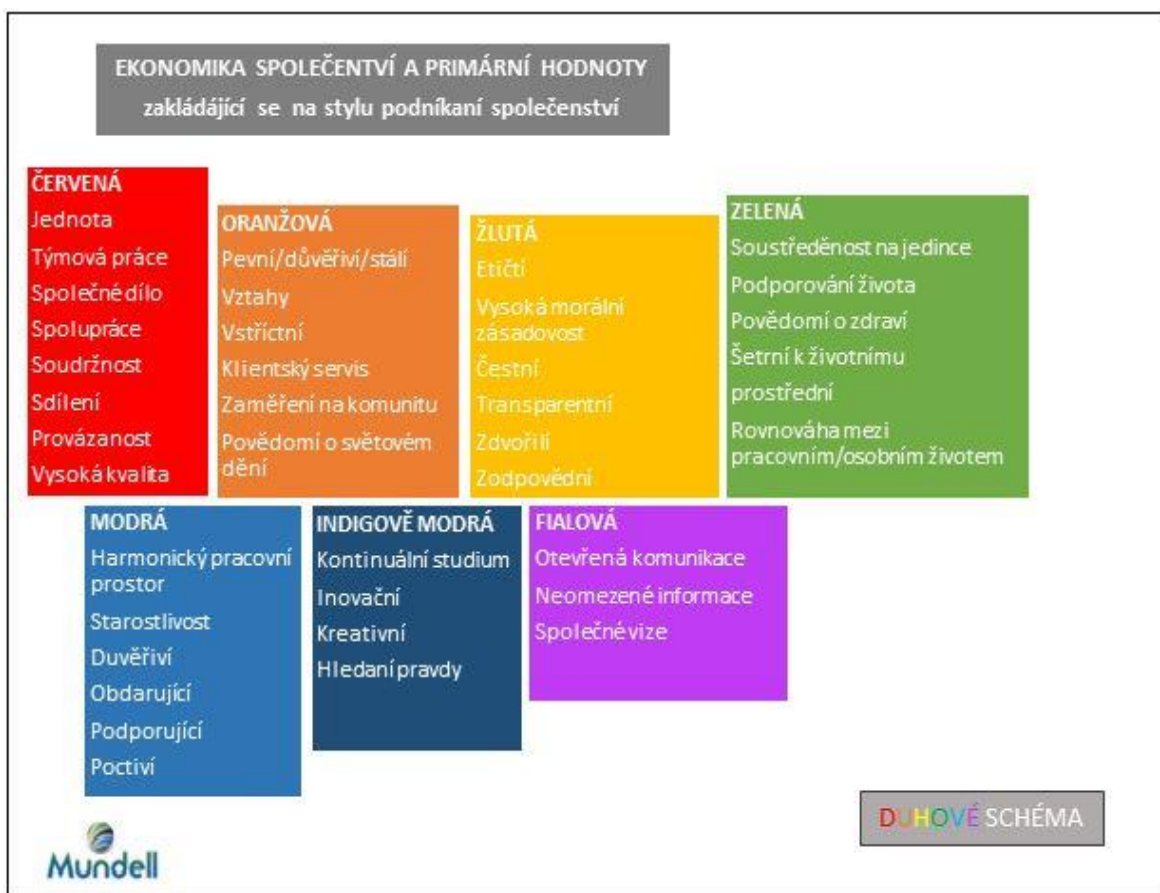 EKONOMIKA SPOLEČENTVÍ A PRIMÁRNÍ HODNOTY
zakládájící se na stylu podníkaní společenství
ČERVENÁ
Jednota
Týmová práce
Společné dílo
Spolupráce
Soudržnost
Sdílení
Provázanost
Vysoká kvalita
ORANŽOVÁ
Pevní/důvěřiví/stálí
Vztahy
Vstříctní
Klientský servis
Zaměření na komunitu
Povědomí o světovém
dění
ŽLUTÁ
Etičtí
Vysoká morální
zásadovost
Čestní
Transparentní
Zdvořilí
Zodpovědní
ZELENÁ
Soustředěnost na jedince
Podporování života
Povědomí o zdraví
Šetrní k životnímu
prostřední
Rovnováha mezi
pracovním/osobním životem
MODRÁ
Harmonický pracovní
prostor
Starostlivost
Duvěřiví
Obdarující
Podporující
Poctiví
INDIGOVĚ MODRÁ
Kontinuální studium
Inovační
Kreativní
Hledaní pravdy
FIALOVÁ
Otevřená komunikace
Neomezené informace
Společné vize
DUHOVÉ SCHÉMA
Mundell